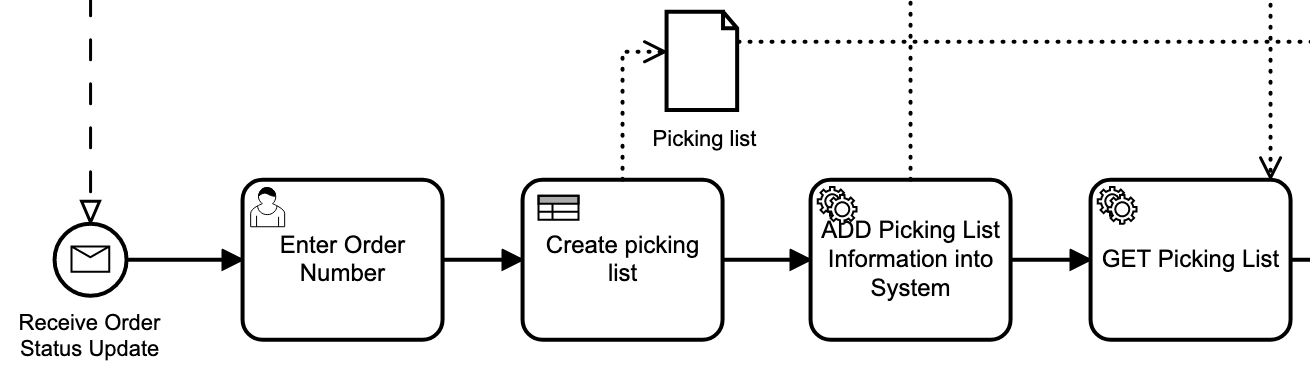 Picking list
Enter Order
Number
Create picking
list
ADD Picking List
Information into
System
GET Picking List
Receive Order
Status Update